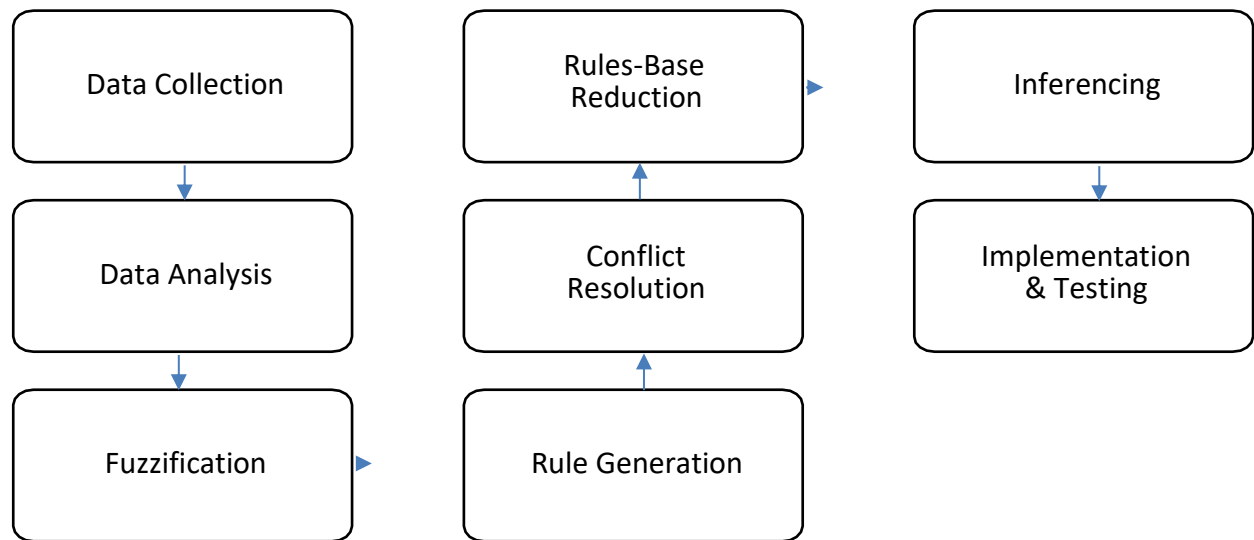 Data Collection
Data Analysis
Fuzzification
Rule Generation
Conflict
Resolution
Rules-Base
Reduction
Inferencing
Implementation
& Testing